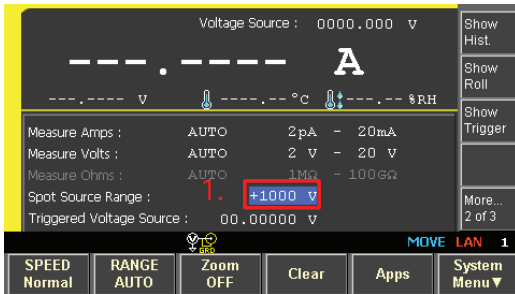 Voltage Source : 0000.000 V
Show Hist.
---.---- A
Show Roll
---.---- V ----.-- °C ---.-- %RH
Show Trigger
Measure Amps : AUTO 2pA - 20mA
Measure Volts : AUTO 2 V - 20 V
Measure Ohms : AUTO 1MΩ - 100GΩ
1.
Spot Source Range : +1000 V
More...
2 of 3
Triggered Voltage Source : 00.00000 V
GRD
MOVE LAN 1
SPEED Normal
RANGE AUTO
Zoom OFF
Clear
Apps
System Menu▼